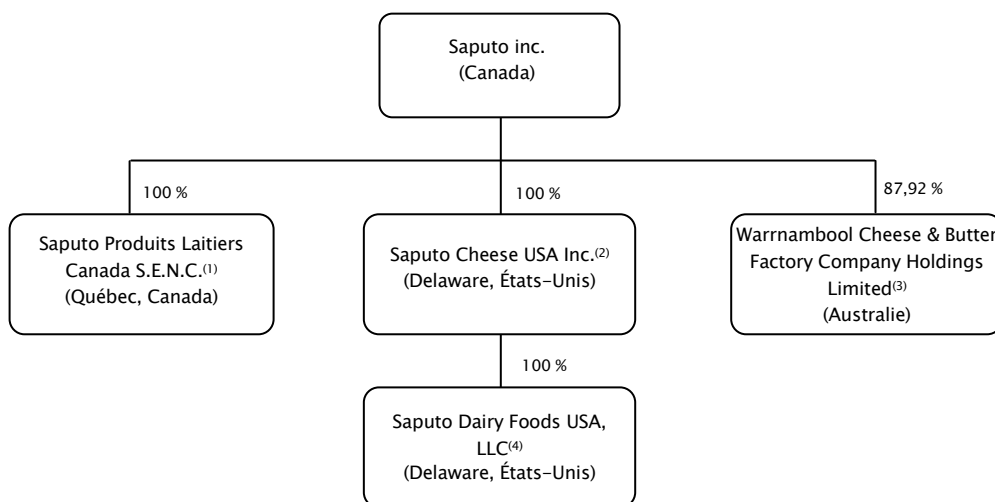 Saputo inc.
(Canada)
100 %
100 %
87,92 %
Saputo Produits Laitiers
Canada S.E.N.C.(1)
(Québec, Canada)
Saputo Cheese USA Inc.(2)
(Delaware, États-Unis)
Warrnambool Cheese & Butter
Factory Company Holdings
Limited(3)
(Australie)
100 %
Saputo Dairy Foods USA,
LLC(4)
(Delaware, États-Unis)